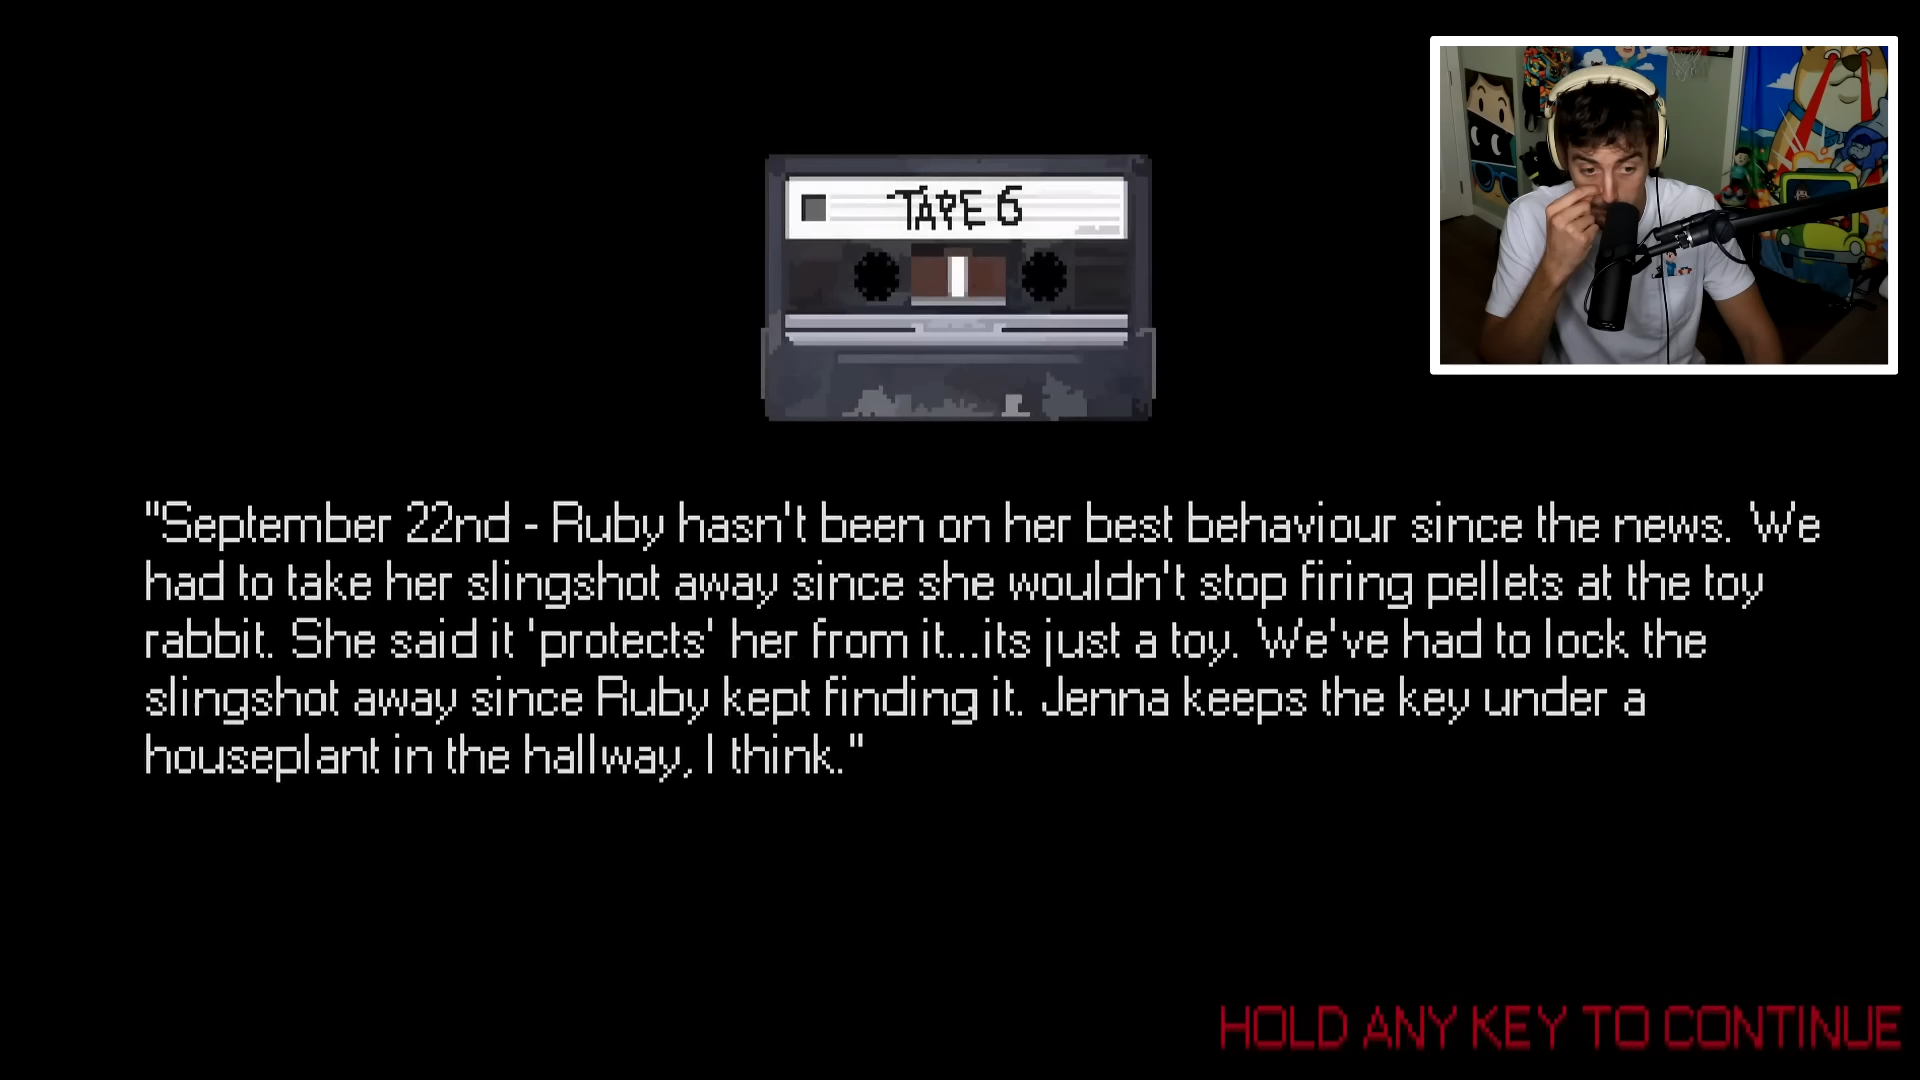 TAPE 6
"September 22nd - Ruby hasn't been on her best behaviour since the news. We
had to take her slingshot away since she wouldn't stop firing pellets at the toy
rabbit. She said it 'protects' her from it...its just a toy. We've had to lock the
slingshot away since Ruby kept finding it. Jenna keeps the key under a
houseplant in the hallway, I think."
HOLD ANY KEY TO CONTINUE